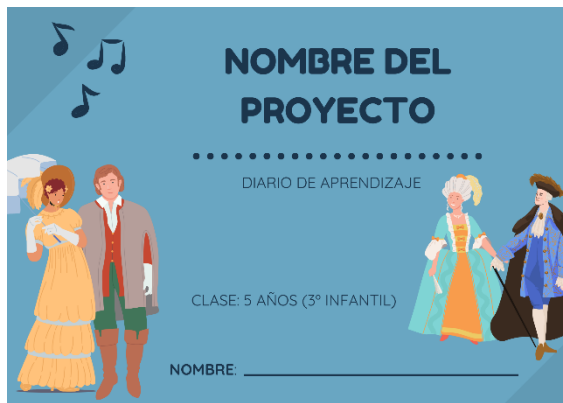 NOMBRE DEL
PROYECTO
DIARIO DE APRENDIZAJE
CLASE: 5 AÑOS (3º INFANTIL)
NOMBRE: